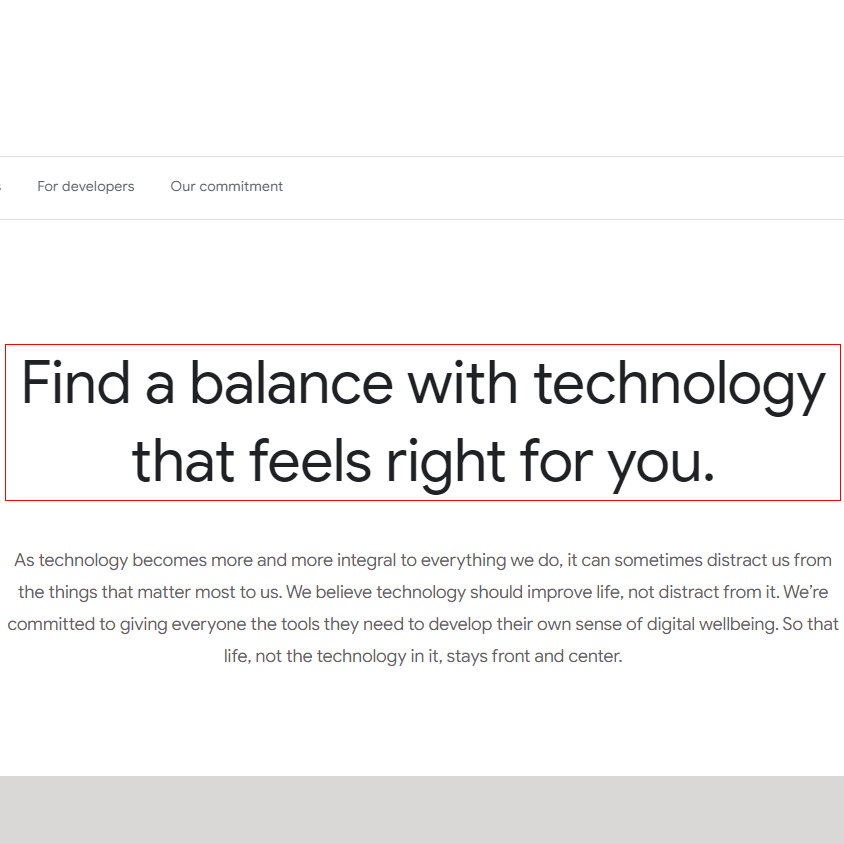 For developers Our commitment
Find a balance with technology
that feels right for you.
As technology becomes more and more integral to everything we do, it can sometimes distract us from
the things that matter most to us. We believe technology should improve life, not distract from it. We’re
committed to giving everyone the tools they need to develop their own sense of digital wellbeing. So that
life, not the technology in it, stays front and center.